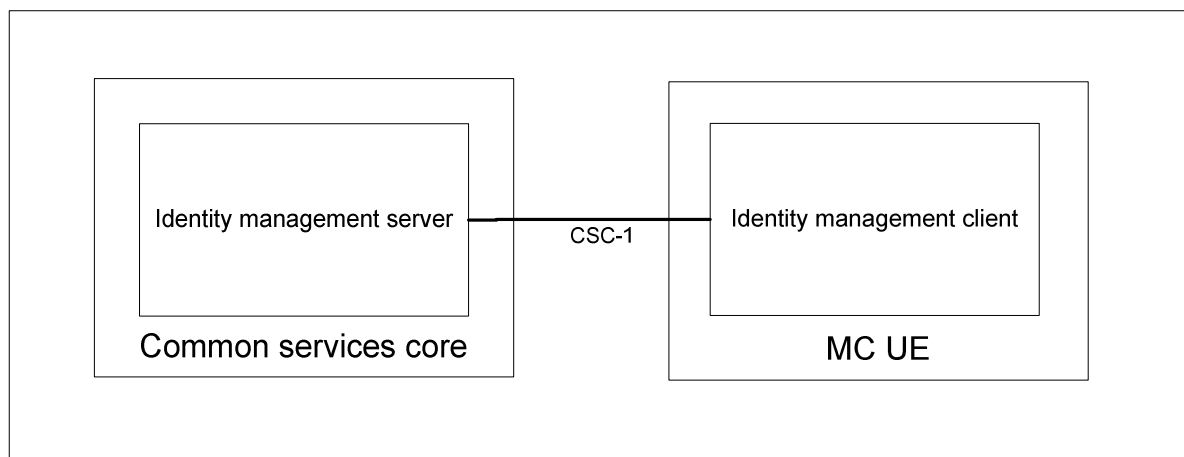 Identity management server
Identity management client
CSC-1
Common services core
MC UE